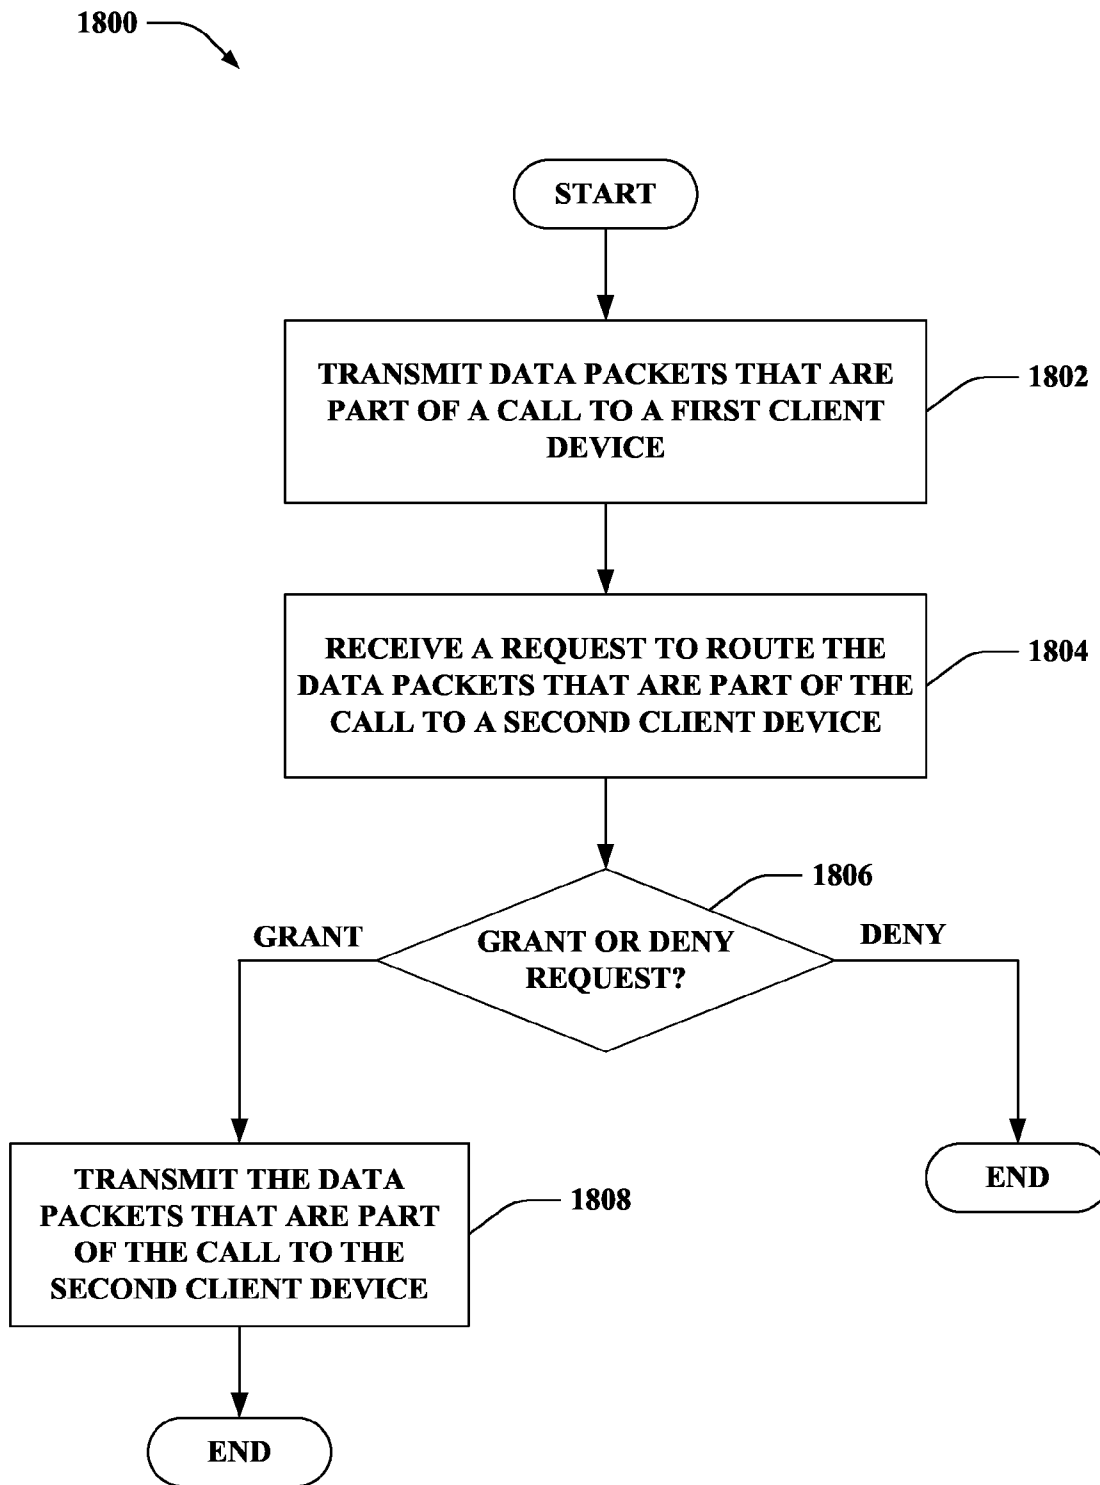 1800
START
TRANSMIT DATA PACKETS THAT ARE
PART OF A CALL TO A FIRST CLIENT
DEVICE
1802
RECEIVE A REQUEST TO ROUTE THE
DATA PACKETS THAT ARE PART OF THE
CALL TO A SECOND CLIENT DEVICE
1804
1806
GRANT
GRANT OR DENY
REQUEST?
DENY
TRANSMIT THE DATA
PACKETS THAT ARE PART
OF THE CALL TO THE
SECOND CLIENT DEVICE
1808
END
END